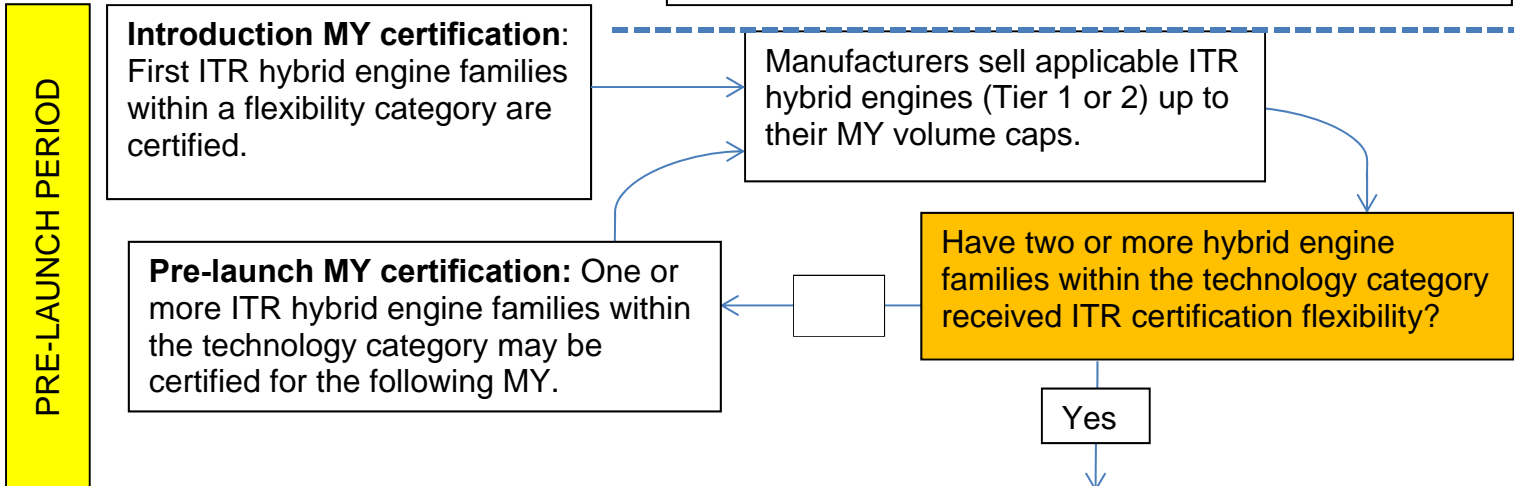 PRE-LAUNCH PERIOD
Introduction MY certification:
First ITR hybrid engine families
within a flexibility category are
certified.
Manufacturers sell applicable ITR
hybrid engines (Tier 1 or 2) up to
their MY volume caps.
Have two or more hybrid engine
families within the technology category
received ITR certification flexibility?
Pre-launch MY certification: One or
more ITR hybrid engine families within
the technology category may be
certified for the following MY.
Yes